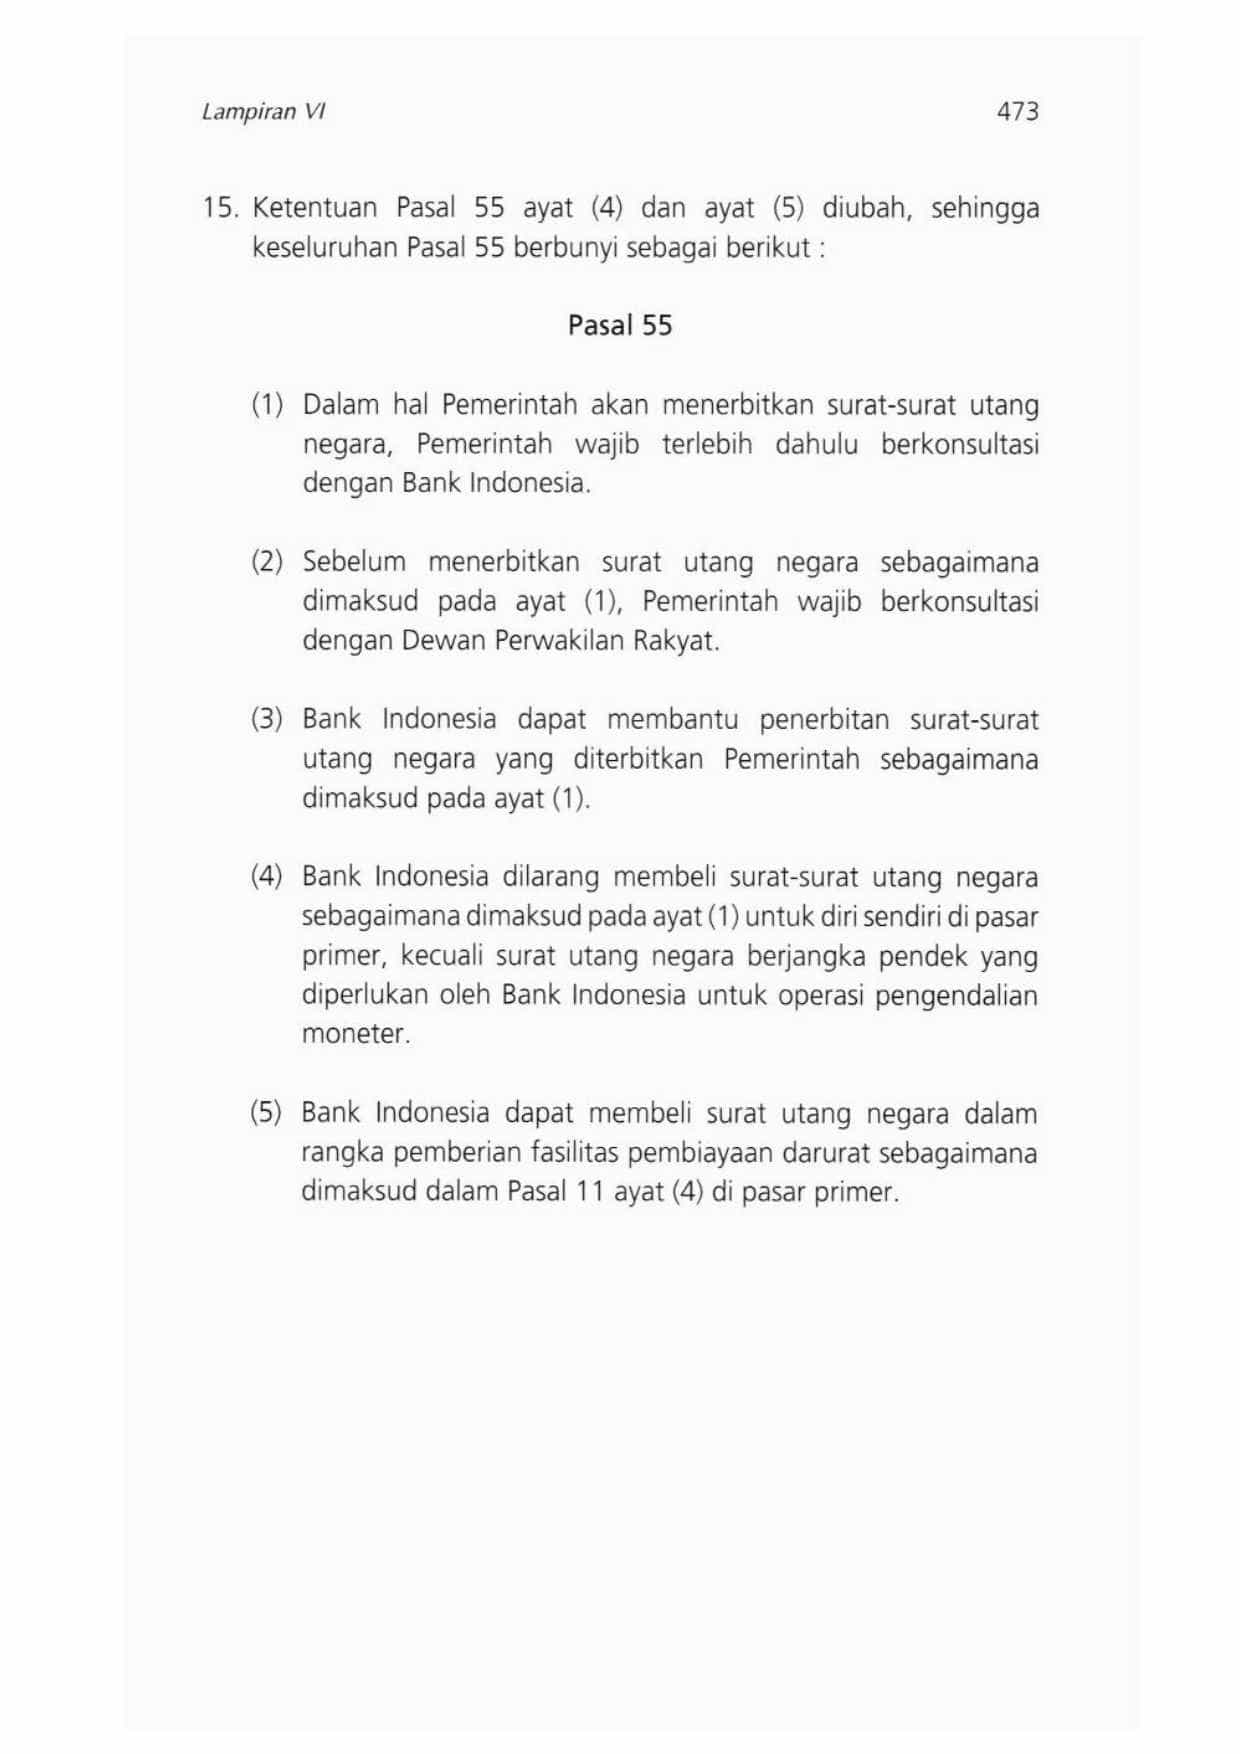 Lampiran VI 473
15. Ketentuan Pasal 55 ayat (4) dan ayat (5) diubah, sehingga
keseluruhan Pasal 55 berbunyi sebagai berikut :
Pasal 55
(1) Dalam hal Pemerintah akan menerbitkan surat-surat utang
negara, Pemerintah wajib terlebih dahulu berkonsultasi
dengan Bank Indonesia.
(2) Sebelum menerbitkan surat utang negara sebagaimana
dimaksud pada ayat (1), Pemerintah wajib berkonsultasi
dengan Dewan Perwakilan Rakyat.
(3) Bank Indonesia dapat membantu penerbitan surat-surat
utang negara yang diterbitkan Pemerintah sebagaimana
dimaksud pada ayat (1).
(4) Bank Indonesia dilarang membeli surat-surat utang negara
sebagaimana dimaksud pada ayat (1) untuk diri sendiri di pasar
primer, kecuali surat utang negara berjangka pendek yang
diperlukan oleh Bank Indonesia untuk operasi pengendalian
moneter.
(5) Bank Indonesia dapat membeli surat utang negara dalam
rangka pemberian fasilitas pembiayaan darurat sebagaimana
dimaksud dalam Pasal 11 ayat (4) di pasar primer.